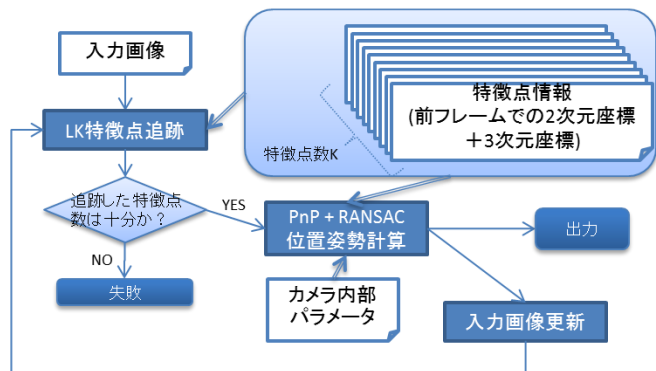 入力画像
特徴点情報
(前フレームでの2次元座標
＋3次元座標)
LK特徴点追跡
特徴点数K
追跡した特徴点
数は十分か？
YES
PnP + RANSAC
位置姿勢計算
出力
NO
失敗
カメラ内部
パラメータ
入力画像更新